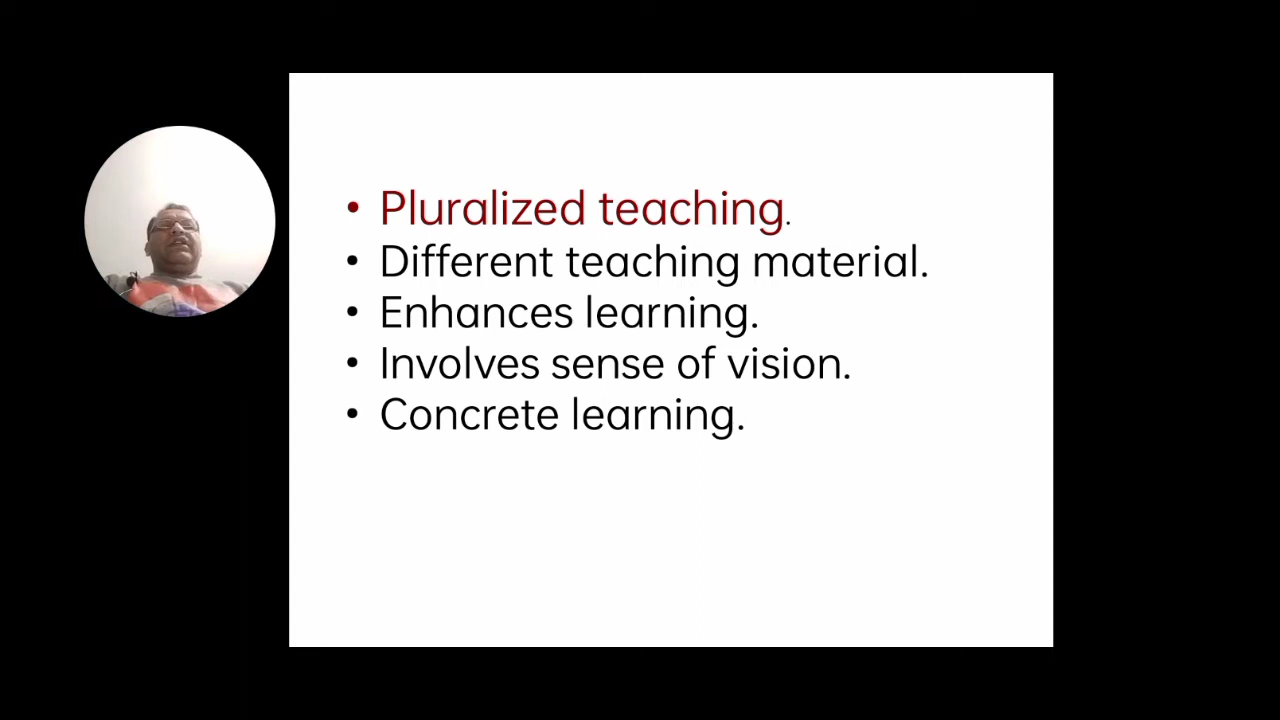 • Pluralized teaching.
• Different teaching material.
• Enhances learning.
• Involves sense of vision.
• Concrete learning.